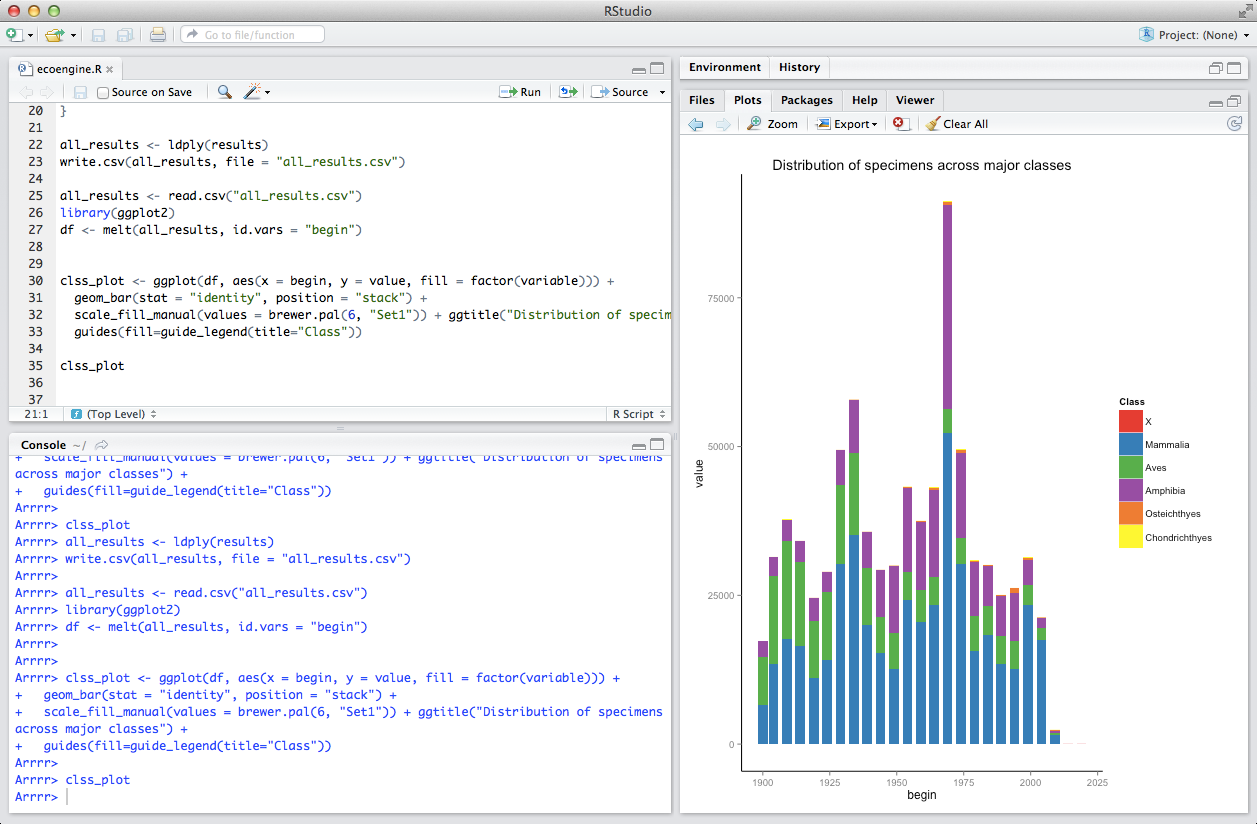 RStudio
Go to file/function
Project: (None)
ecoengine.R
Source on Save
Run
Source
20 }
21
22 all_results <- ldply(results)
23 write.csv(all_results, file = "all_results.csv")
24
25 all_results <- read.csv("all_results.csv")
26 library(ggplot2)
27 df <- melt(all_results, id.vars = "begin")
28
29
30 clss_plot <- ggplot(df, aes(x = begin, y = value, fill = factor(variable))) +
31 geom_bar(stat = "identity", position = "stack") +
32 scale_fill_manual(values = brewer.pal(6, "Set1")) + ggtitle("Distribution of specim
33 guides(fill=guide_legend(title="Class"))
34
35 clss_plot
36
37
21:1 (Top Level) R Script
Console ~/
+ scale_fill_manual(values = brewer.pal(6, "Set1")) + ggtitle("Distribution of specimens
across major classes") +
+ guides(fill=guide_legend(title="Class"))
Arrrr>
Arrrr> clss_plot
Arrrr> all_results <- ldply(results)
Arrrr> write.csv(all_results, file = "all_results.csv")
Arrrr>
Arrrr> all_results <- read.csv("all_results.csv")
Arrrr> library(ggplot2)
Arrrr> df <- melt(all_results, id.vars = "begin")
Arrrr>
Arrrr>
Arrrr> clss_plot <- ggplot(df, aes(x = begin, y = value, fill = factor(variable))) +
+ geom_bar(stat = "identity", position = "stack") +
+ scale_fill_manual(values = brewer.pal(6, "Set1")) + ggtitle("Distribution of specimens
across major classes") +
+ guides(fill=guide_legend(title="Class"))
Arrrr>
Arrrr> clss_plot
Arrrr>
Environment History
Files Plots Packages Help Viewer
Zoom Export Clear All
Distribution of specimens across major classes
75000
50000
25000
0
value
1900 1925 1950 1975 2000 2025
begin
Class
X
Mammalia
Aves
Amphibia
Osteichthyes
Chondrichthyes